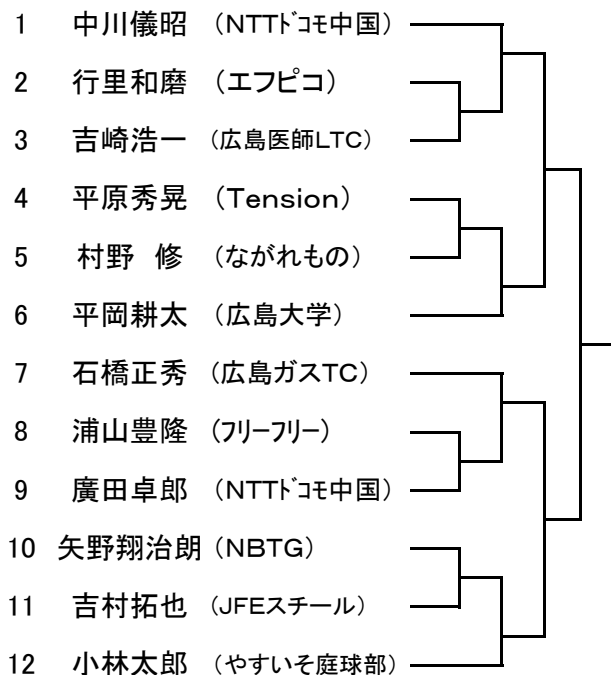 1 中川儀昭 (NTTﾄﾞｺﾓ中国)
2 行里和磨 (エフピコ)
3 吉崎浩一 (広島医師LTC)
4 平原秀晃 (Tension)
5 村野 修 (ながれもの)
6 平岡耕太 (広島大学)
7 石橋正秀 (広島ガスTC)
8 浦山豊隆 (フリーフリー)
9 廣田卓郎 (NTTﾄﾞｺﾓ中国)
10 矢野翔治朗 (NBTG)
11 吉村拓也 (JFEスチール)
12 小林太郎 (やすいそ庭球部)